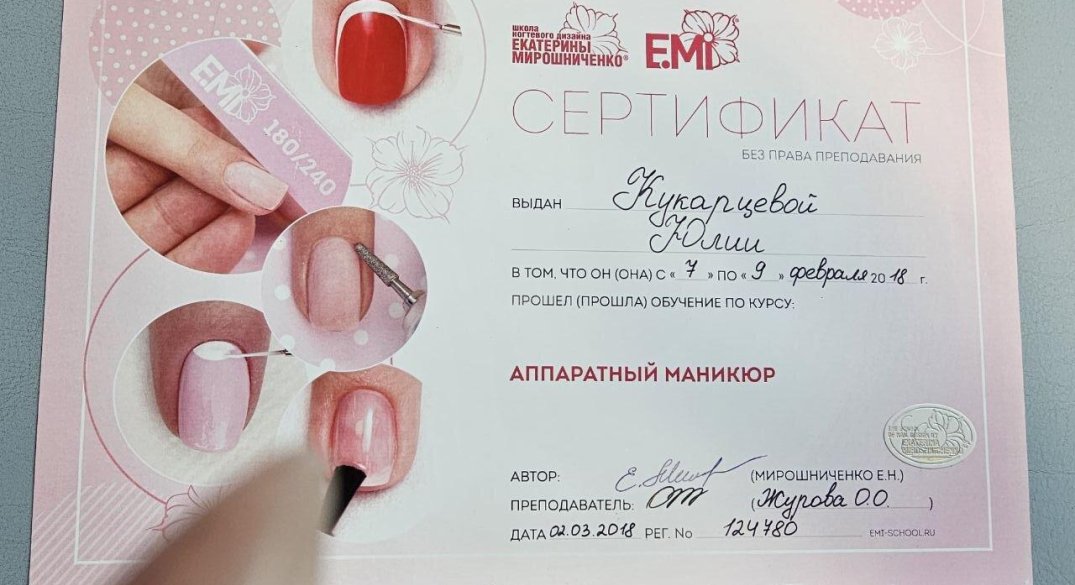 школа
ногтевого дизайна
ЕКАТЕРИНЫ
МИРОШНИЧЕНКО®
E.Mi®
СЕРТИФИКАТ
БЕЗ ПРАВА ПРЕПОДАВАНИЯ
ВЫДАН Кукарцевой
Юлии
В ТОМ, ЧТО ОН (ОНА) С « 7 » ПО « 9 » февраля 2018 г.
ПРОШЕЛ (ПРОШЛА) ОБУЧЕНИЕ ПО КУРСУ:
АППАРАТНЫЙ МАНИКЮР
АВТОР: (МИРОШНИЧЕНКО Е.Н.)
ПРЕПОДАВАТЕЛЬ: (Журова О.О. )
ДАТА 02.03.2018 РЕГ. No 124780
EMI-SCHOOL.RU
EMi
180/240